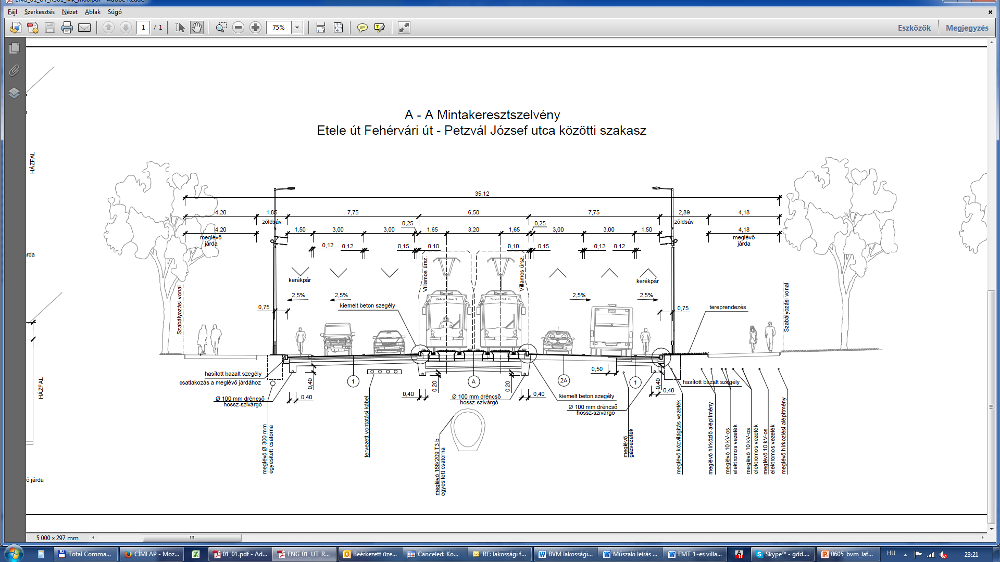 ENG_01_UT_R301_Mk_M00.pdf - Adobe Reader
Fájl Szerkesztés Nézet Ablak Súgó
1 / 1 75% Eszközök Megjegyzés
A - A Mintakeresztszelvény
Etele út Fehérvári út - Petzvál József utca közötti szakasz
HÁZFAL
35,12
4,20 1,85 7,75 6,50 7,75 2,89 4,18
zöldsáv zöldsáv
0,25 0,25
4,20 1,50 3,00 3,00 1,65 3,20 1,65 3,00 3,00 1,50 4,18
meglévő
járda
meglévő
járda
0,12 0,12 0,15 0,10 0,10 0,15 0,12 0,12
rda
Villamos űrsz.
Villamos űrsz.
kerékpár kerékpár
2,5% 2,5% 2,5% 2,5%
Szabályozási vonal
Szabályozási vonal
0,75 kiemelt beton szegély 0,75 tereprendezés
hasított bazalt szegély
csatlakozás a meglévő járdához
0,40 1 0,20 A 0,20 2A 0,50 1 0,40
hasított bazalt szegély
HÁZFAL
Ø 100 mm dréncső
hossz-szivárgó
0,40 0,40
Ø 100 mm dréncső
hossz-szivárgó
0,40
kiemelt beton szegély
Ø 100 mm dréncső
hossz-szivárgó
0,40
meglévő Ø 300 mm
egyesített csatorna
tervezett vontatási kábel
meglévő 168/209 T3 b
egyesített csatorna
meglévő
gázvezeték
meglévő közvilágítás vezeték
meglévő hírközlő alépítmény
meglévő 10 kV-os
elektromos vezeték
meglévő 10 kV-os
elektromos vezeték
meglévő 10 kV-os
elektromos vezeték
meglévő hírközlési alépítmény
ó járda
5 000 x 297 mm
Total Comma... CÍMLAP - Moz... 01_01.pdf - Ad... ENG_01_UT_R... Beérkezett üze... Canceled: Ko... RE: lakossági f... BVM lakossági... Műszaki leírás ... EMT_1-es villa... Skype™ - gdd.... 0605_bvm_laf... HU 23:21